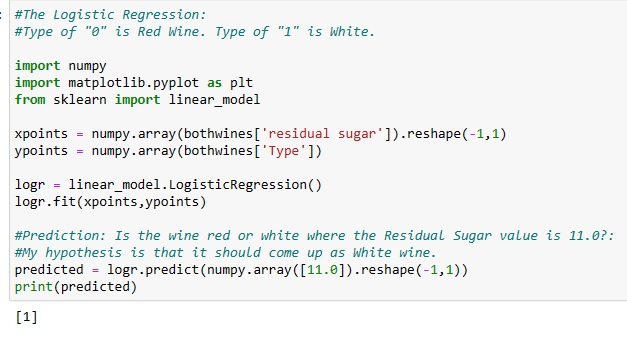 #The Logistic Regression:
#Type of "0" is Red Wine. Type of "1" is White.
import numpy
import matplotlib.pyplot as plt
from sklearn import linear_model
xpoints = numpy.array(bothwines['residual sugar']).reshape(-1,1)
ypoints = numpy.array(bothwines['Type'])
logr = linear_model.LogisticRegression()
logr.fit(xpoints,ypoints)
#Prediction: Is the wine red or white where the Residual Sugar value is 11.0?:
#My hypothesis is that it should come up as White wine.
predicted = logr.predict(numpy.array([11.0]).reshape(-1,1))
print(predicted)
[1]